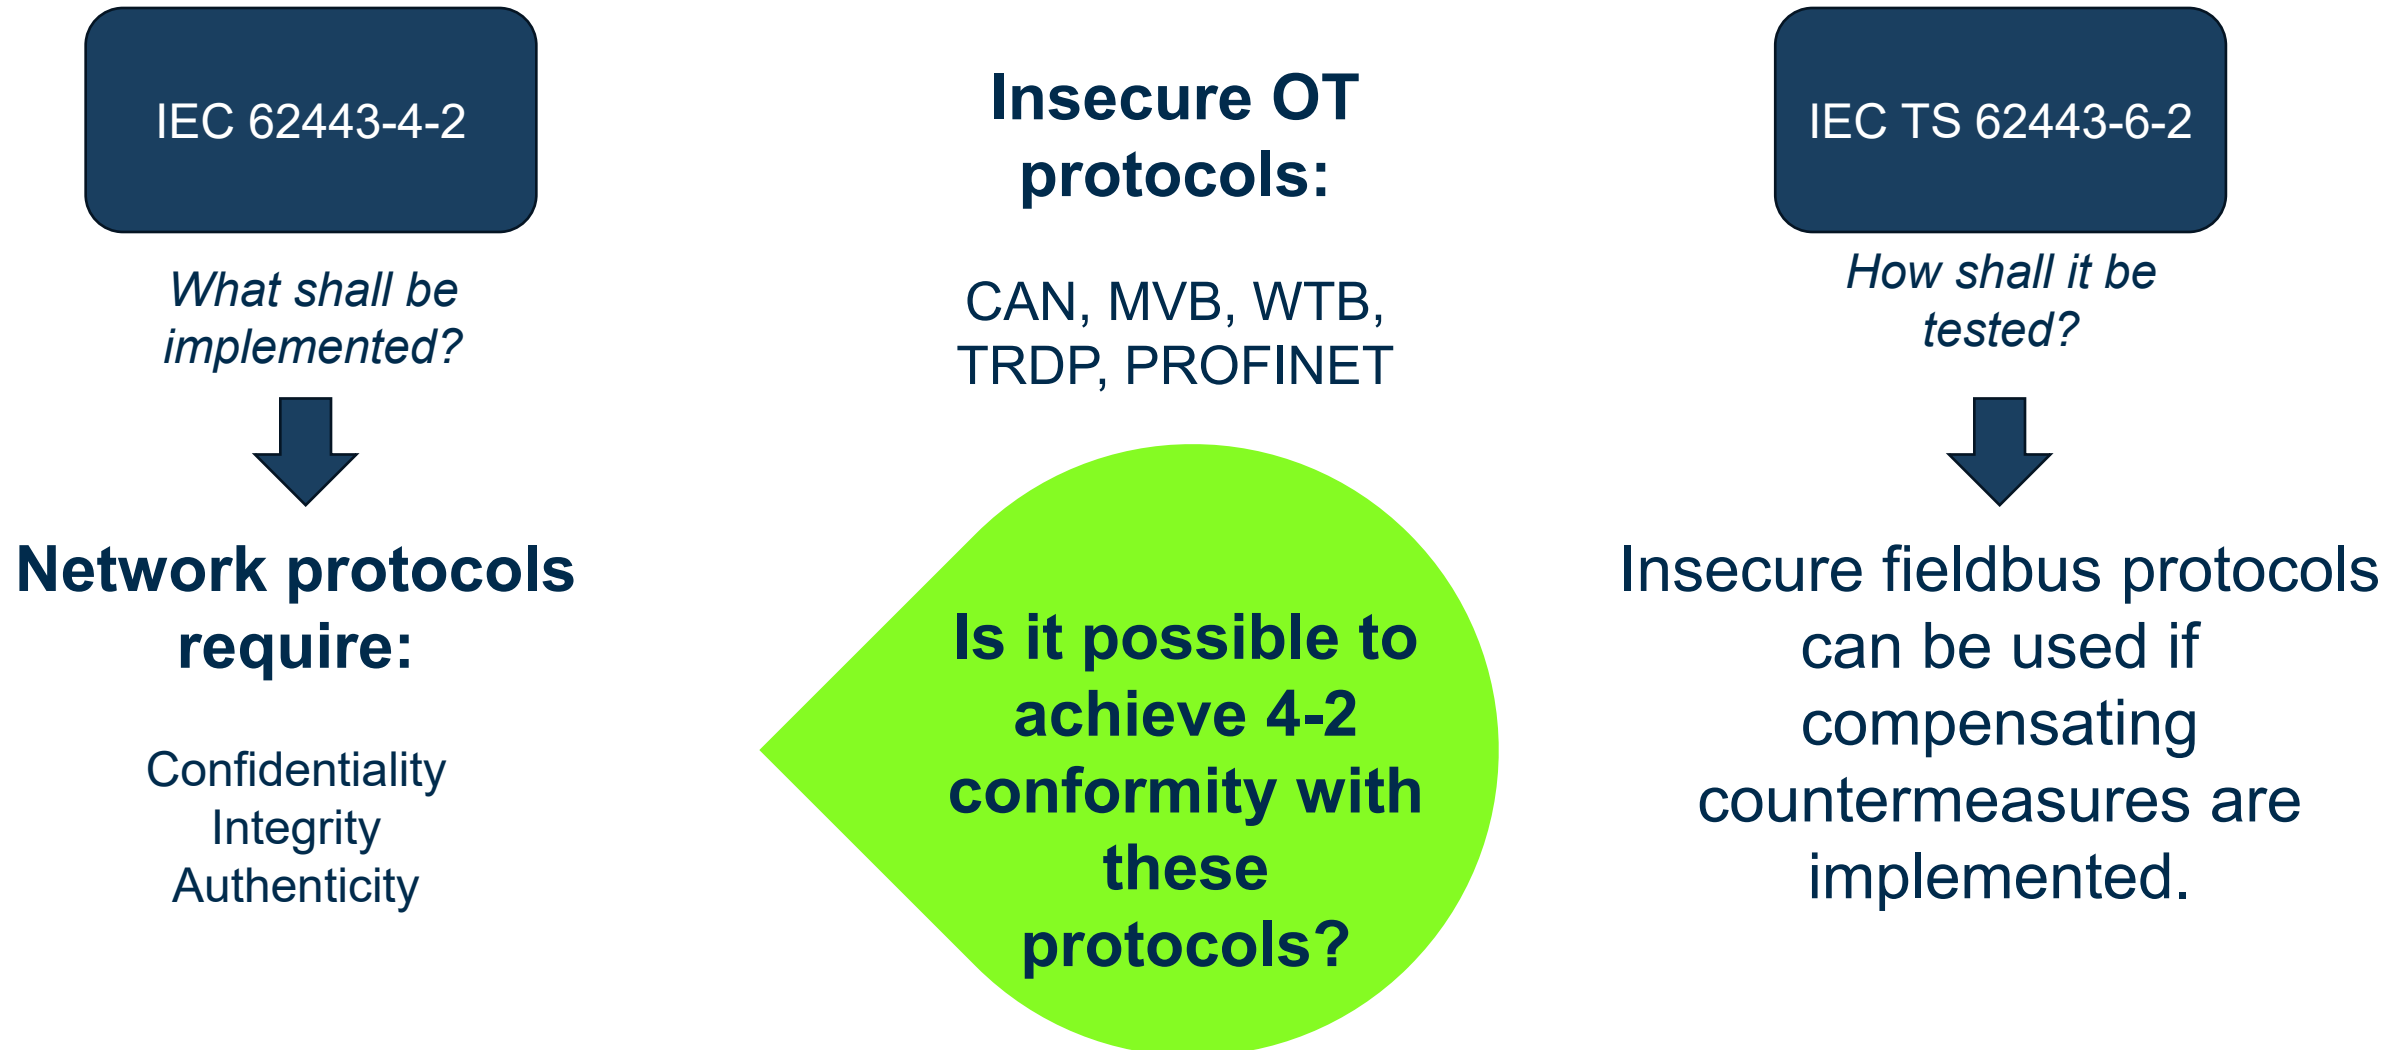 IEC 62443-4-2
What shall be
implemented?
Network protocols
require:
Confidentiality
Integrity
Authenticity
Insecure OT
protocols:
CAN, MVB, WTB,
TRDP, PROFINET
Is it possible to
achieve 4-2
conformity with
these
protocols?
IEC TS 62443-6-2
How shall it be
tested?
Insecure fieldbus protocols
can be used if
compensating
countermeasures are
implemented.